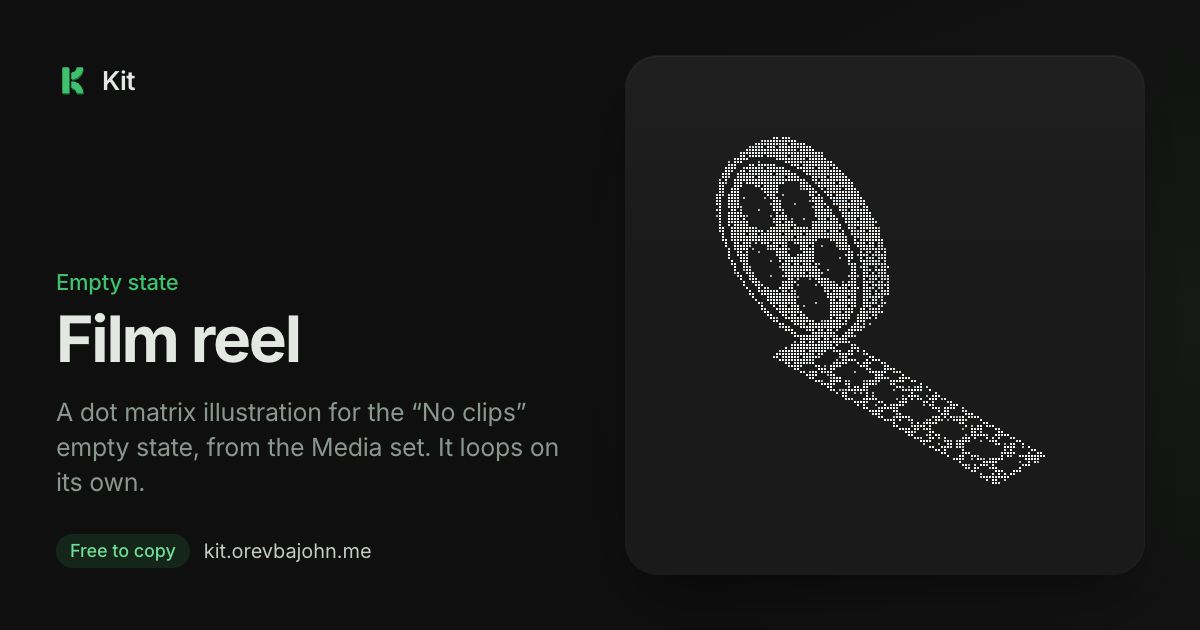 Kit
Empty state
Film reel
A dot matrix illustration for the “No clips”
empty state, from the Media set. It loops on
its own.
Free to copy
kit.orevbajohn.me